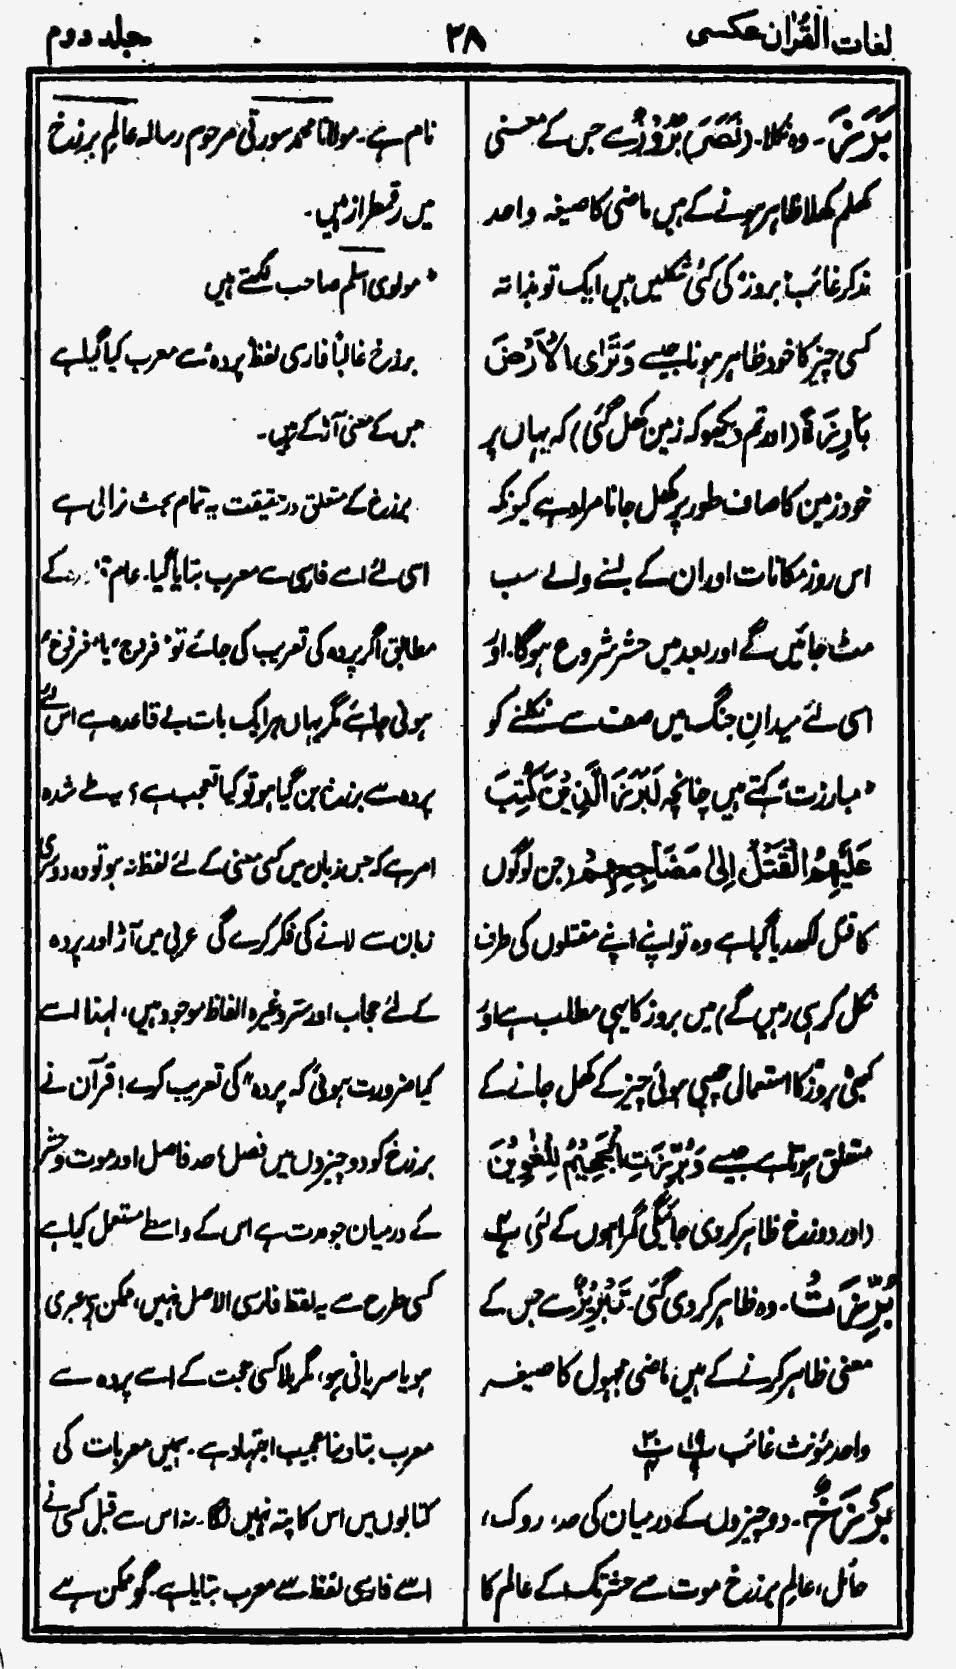 لغات القرآن عکسی
۳۸
جلد دوم
بَرَزَ۔ وہ نکلا۔ (نَصَرَ) بُرُوْزٌ سے جس کے معنی
کھلم کھلا ظاہر ہونے کے ہیں ماضی کا صیغہ واحد
مذکر غائب، بروز کی کئی شکلیں ہیں ایک تو بذاتہ
کسی چیز کا خود ظاہر ہونا جیسے وَتَرَى الْاَرْضَ
بَارِزَةً (اور تم دیکھو کہ زمین کھل گئی) کہ یہاں پر
خود زمین کا صاف طور پر کھل جانا مراد ہے کیونکہ
اس روز مکانات اور ان کے بسنے والے سب
مٹ جائیں گے اور بعد میں حشر شروع ہوگا۔ اور
اسی لئے میدانِ جنگ میں صف سے نکلنے کو
"مبارزت" کہتے ہیں چنانچہ لَبَرَزَ الَّذِيْنَ كُتِبَ
عَلَيْهِمُ الْقَتْلُ اِلٰى مَضَاجِعِهِمْ (جن لوگوں
کا قتل لکھ دیا گیا ہے وہ تو اپنے اپنے مقتلوں کی طرف
نکل کر ہی رہیں گے) میں بروز کا یہی مطلب ہے اور
کبھی بروز کا استعمال چھپی ہوئی چیز کے کھل جانے کے
متعلق ہوتا ہے جیسے وَبُرِّزَتِ الْجَحِيْمُ لِلْغٰوِيْنَ
(اور دوزخ ظاہر کر دی جائیگی گمراہوں کے لئے)
بُرِّزَتْ۔ وہ ظاہر کر دی گئی۔ تَبْرِيْزٌ سے جس کے
معنی ظاہر کرنے کے ہیں ماضی مجہول کا صیغہ
واحد مؤنث غائب
بَرْزَخٌ۔ دو چیزوں کے درمیان کی حد، روک،
حائل، عالمِ برزخ موت سے حشر تک کے عالم کا
نام ہے۔ مولانا محمد سورتی مرحوم رسالہ عالمِ برزخ
میں رقمطراز ہیں۔
"مولوی اسلم صاحب لکھتے ہیں
برزخ غالباً فارسی لفظ "پردہ" سے معرب کیا گیا ہے
جس کے معنی آڑ کے ہیں۔
برزخ کے متعلق درحقیقت یہ تمام بحث نرالی ہے
اسی لئے اسے فارسی سے معرب بتایا گیا۔ عام کے
مطابق اگر پردہ کی تعریب کی جائے تو "فردج" یا "فرزخ"
ہونی چاہئے مگر یہاں ہر ایک بات بے قاعدہ ہے اس لئے
پردہ سے برزخ بن گیا ہو تو کیا تعجب ہے؟ یہ طے شدہ
امر ہے کہ جس زبان میں کسی معنی کے لئے لفظ نہ ہو تو وہ دوسری
زبان سے لانے کی فکر کرے گی عربی میں آڑ اور پردہ
کے لئے حجاب اور ستر وغیرہ الفاظ موجود ہیں، لہذا اسے
کیا ضرورت ہوئی کہ "پردہ" کی تعریب کرے! قرآن نے
برزخ کو دو چیزوں میں فصل، حد فاصل اور موت و حشر
کے درمیان جو مدت ہے اس کے واسطے مستعمل کیا ہے
کسی طرح سے یہ لفظ فارسی الاصل نہیں، ممکن ہے عبری
ہو یا سریانی ہو، مگر بلا کسی حجت کے اسے پردہ سے
معرب بتا دینا عجیب اجتہاد ہے۔ ہمیں معربات کی
کتابوں میں اس کا پتہ نہیں لگا۔ نہ اس سے قبل کسی نے
اسے فارسی لفظ سے معرب بتایا ہے۔ گو ممکن ہے